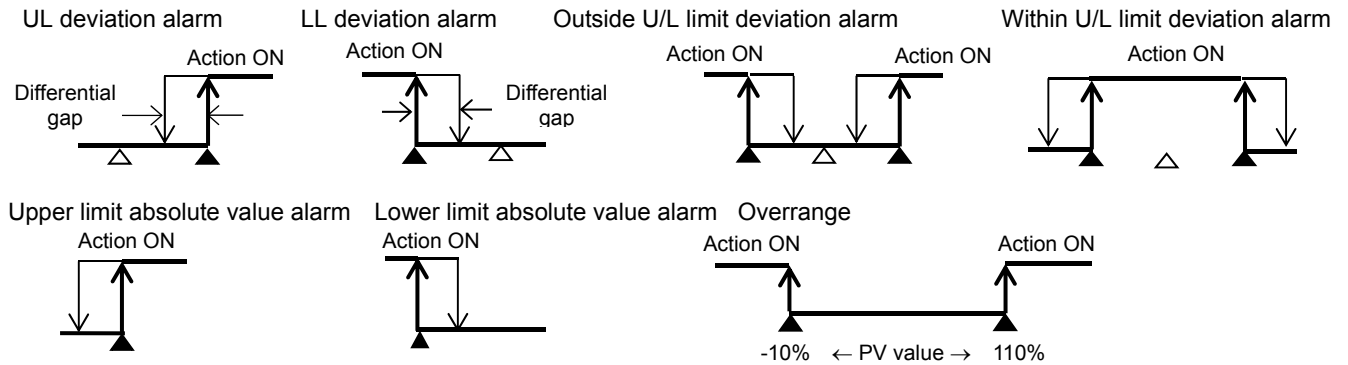 UL deviation alarm LL deviation alarm Outside U/L limit deviation alarm Within U/L limit deviation alarm
Action ON Action ON Action ON Action ON Action ON
Differential gap Differential gap
Upper limit absolute value alarm Lower limit absolute value alarm Overrange
Action ON Action ON Action ON Action ON
-10% ← PV value → 110%